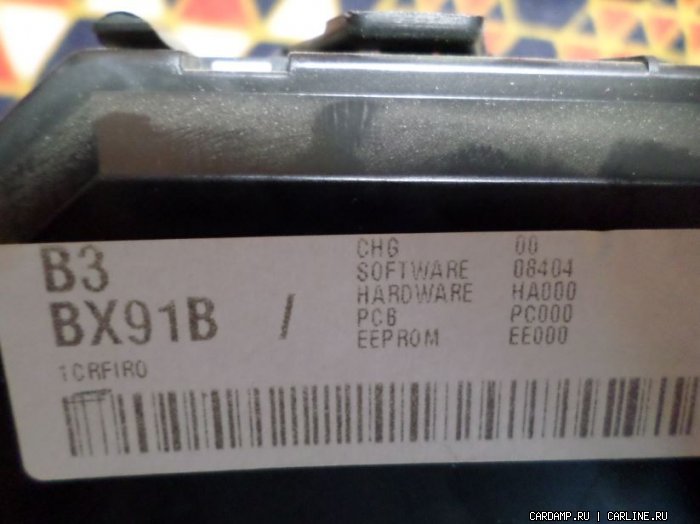 B3
BX91B /
1CRFIRO
CHG 00
SOFTWARE 08404
HARDWARE HA000
PCB PC000
EEPROM EE000
CARDAMP.RU | CARLINE.RU